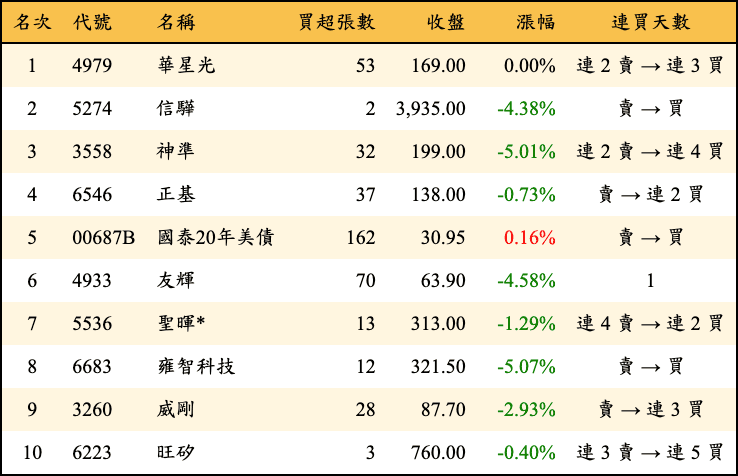 名次 代號 名稱 買超張數 收盤 漲幅 連買天數
1 4979 華星光 53 169.00 0.00% 連 2 賣 → 連 3 買
2 5274 信驊 2 3,935.00 -4.38% 賣 → 買
3 3558 神準 32 199.00 -5.01% 連 2 賣 → 連 4 買
4 6546 正基 37 138.00 -0.73% 賣 → 連 2 買
5 00687B 國泰20年美債 162 30.95 0.16% 賣 → 買
6 4933 友輝 70 63.90 -4.58% 1
7 5536 聖暉* 13 313.00 -1.29% 連 4 賣 → 連 2 買
8 6683 雍智科技 12 321.50 -5.07% 賣 → 買
9 3260 威剛 28 87.70 -2.93% 賣 → 連 3 買
10 6223 旺矽 3 760.00 -0.40% 連 3 賣 → 連 5 買